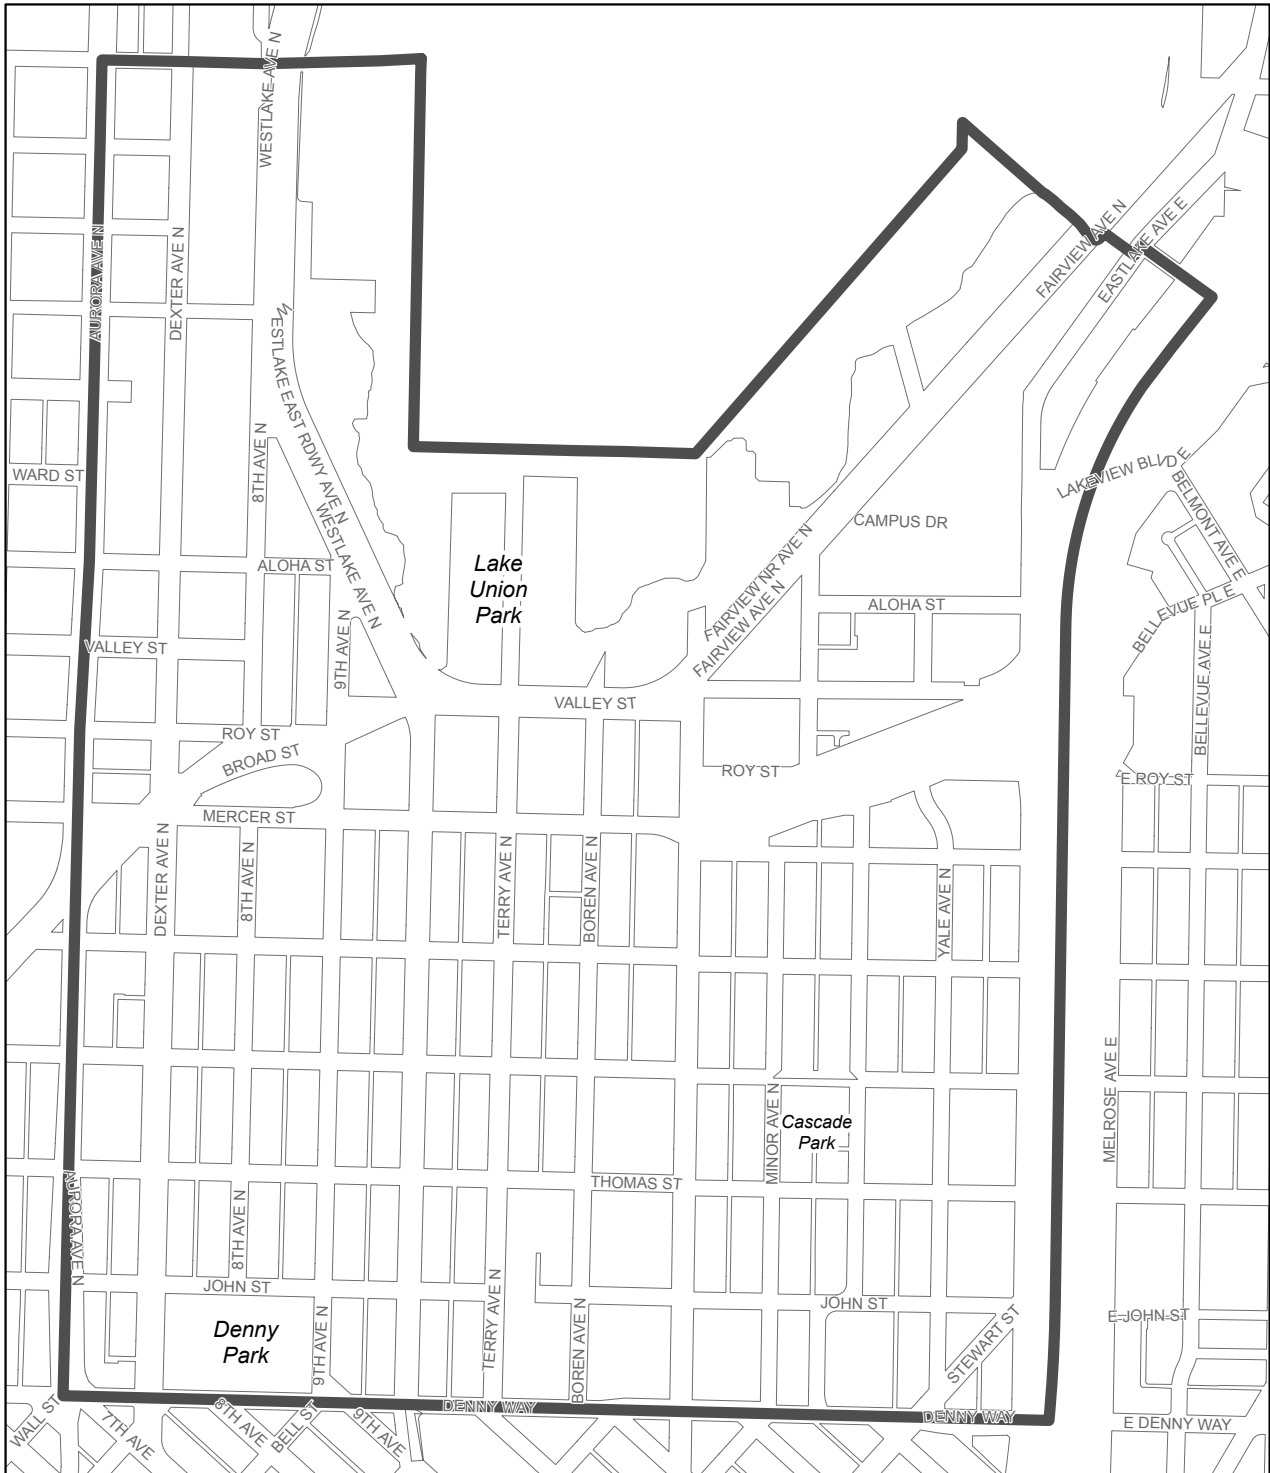 WESTLAKE AVE N
AURORA AVE N
DEXTER AVE N
FAIRVIEW AVE N
EASTLAKE AVE E
WESTLAKE EAST RDWY AVE N
8TH AVE N
WARD ST
LAKEVIEW BLVD E
BELMONT AVE E
CAMPUS DR
WESTLAKE AVE N
Lake
Union
Park
ALOHA ST
FAIRVIEW NR AVE N
FAIRVIEW AVE N
ALOHA ST
BELLEVUE PL E
BELLEVUE AVE E
VALLEY ST
9TH AVE N
VALLEY ST
ROY ST
BROAD ST
ROY ST
E ROY ST
MERCER ST
DEXTER AVE N
8TH AVE N
TERRY AVE N
BOREN AVE N
YALE AVE N
MELROSE AVE E
MINOR AVE N
Cascade
Park
THOMAS ST
AURORA AVE N
8TH AVE N
JOHN ST
TERRY AVE N
BOREN AVE N
JOHN ST
STEWART ST
E JOHN ST
Denny
Park
9TH AVE N
DENNY WAY
DENNY WAY
E DENNY WAY
WALL ST
7TH AVE
8TH AVE
BELL ST
9TH AVE